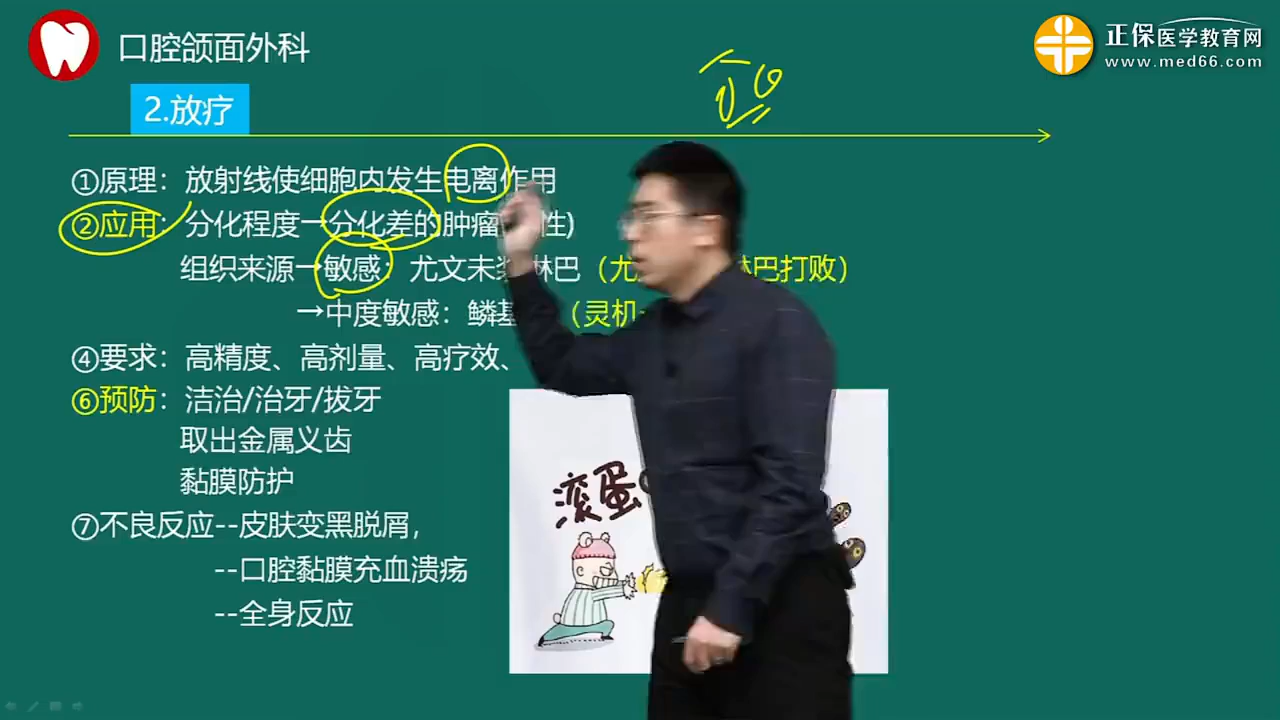 口腔颌面外科
正保医学教育网
www.med66.com
2.放疗
①原理：放射线使细胞内发生电离作用
②应用：分化程度→分化差的肿瘤 性)
组织来源→敏感：尤文未 淋巴（尤 巴打败）
→中度敏感：鳞基 （灵机
④要求：高精度、高剂量、高疗效、
⑥预防：洁治/治牙/拔牙
取出金属义齿
黏膜防护
⑦不良反应--皮肤变黑脱屑，
--口腔黏膜充血溃疡
--全身反应
滚蛋